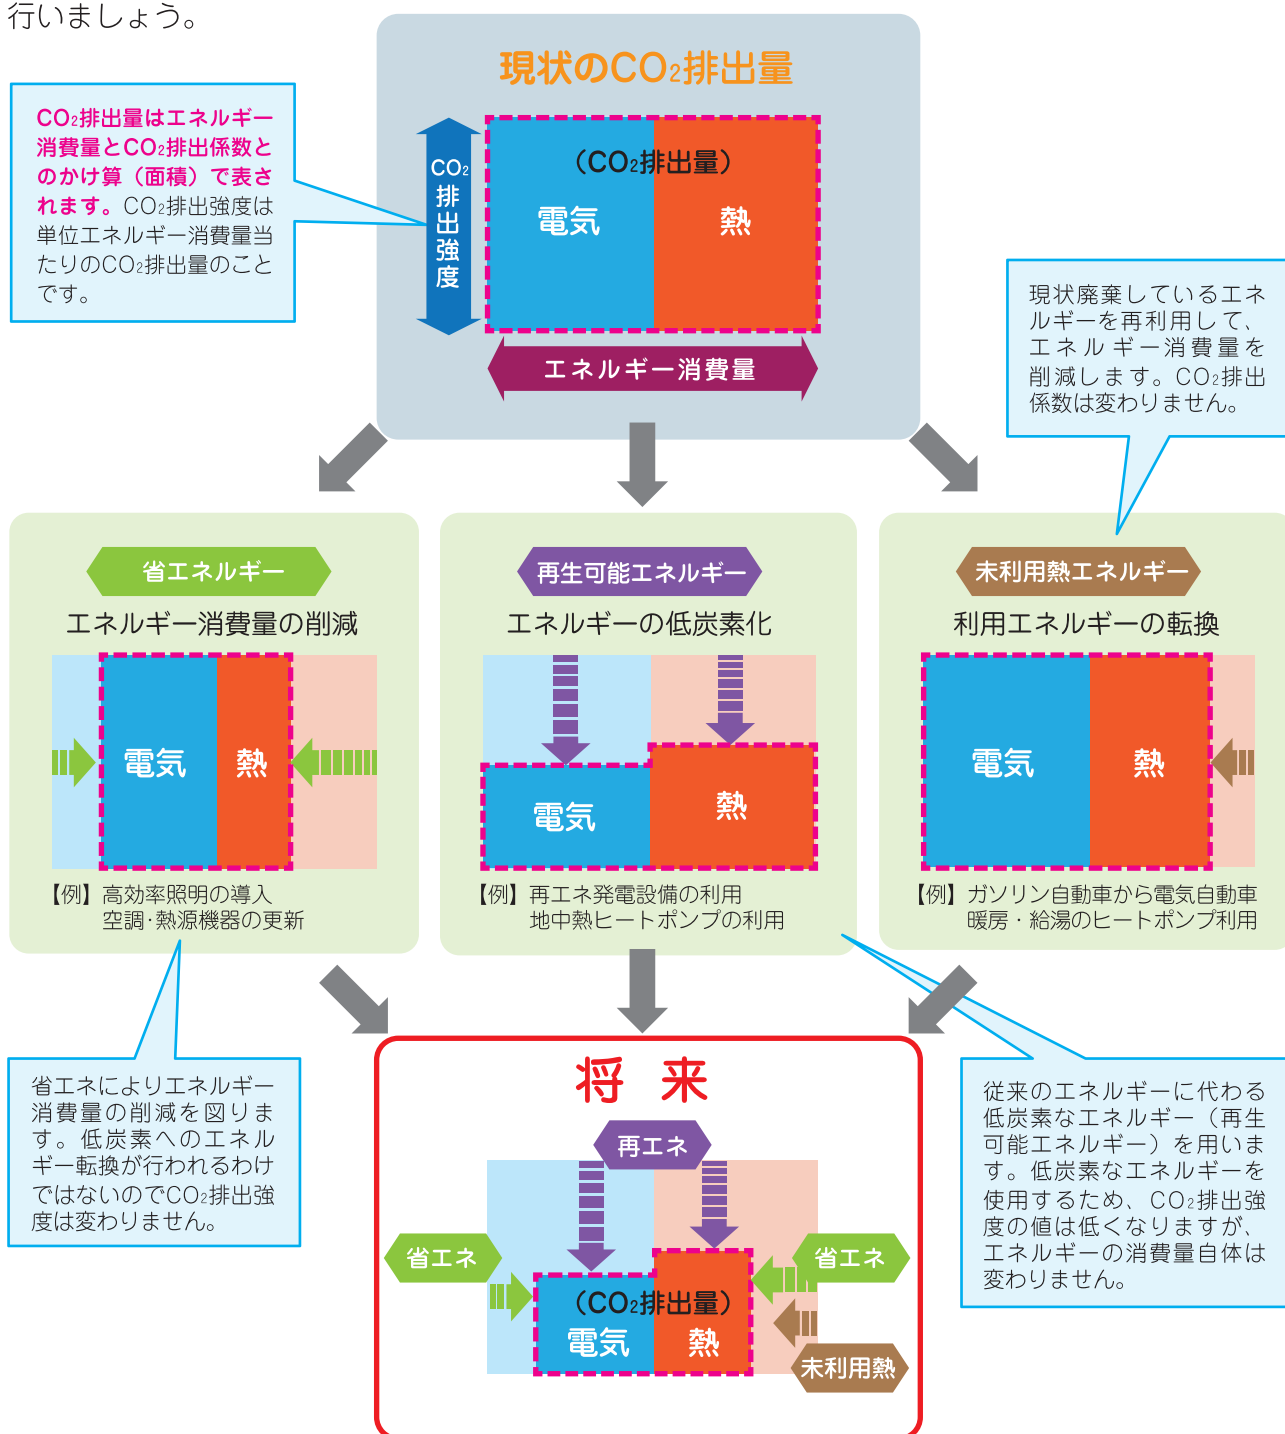 行いましょう。
現状のCO₂排出量
CO₂排出量はエネルギー
消費量とCO₂排出係数と
のかけ算（面積）で表さ
れます。CO₂排出強度は
単位エネルギー消費量当
たりのCO₂排出量のこと
です。
CO₂排出強度
（CO₂排出量）
電気
熱
エネルギー消費量
現状廃棄しているエネ
ルギーを再利用して、
エネルギー消費量を
削減します。CO₂排出
係数は変わりません。
省エネルギー
エネルギー消費量の削減
電気
熱
【例】高効率照明の導入
空調・熱源機器の更新
再生可能エネルギー
エネルギーの低炭素化
電気
熱
【例】再エネ発電設備の利用
地中熱ヒートポンプの利用
未利用熱エネルギー
利用エネルギーの転換
電気
熱
【例】ガソリン自動車から電気自動車
暖房・給湯のヒートポンプ利用
省エネによりエネルギー
消費量の削減を図りま
す。低炭素へのエネル
ギー転換が行われるわけ
ではないのでCO₂排出強
度は変わりません。
将来
再エネ
省エネ
省エネ
（CO₂排出量）
電気
熱
未利用熱
従来のエネルギーに代わる
低炭素なエネルギー（再生
可能エネルギー）を用いま
す。低炭素なエネルギーを
使用するため、CO₂排出強
度の値は低くなりますが、
エネルギーの消費量自体は
変わりません。